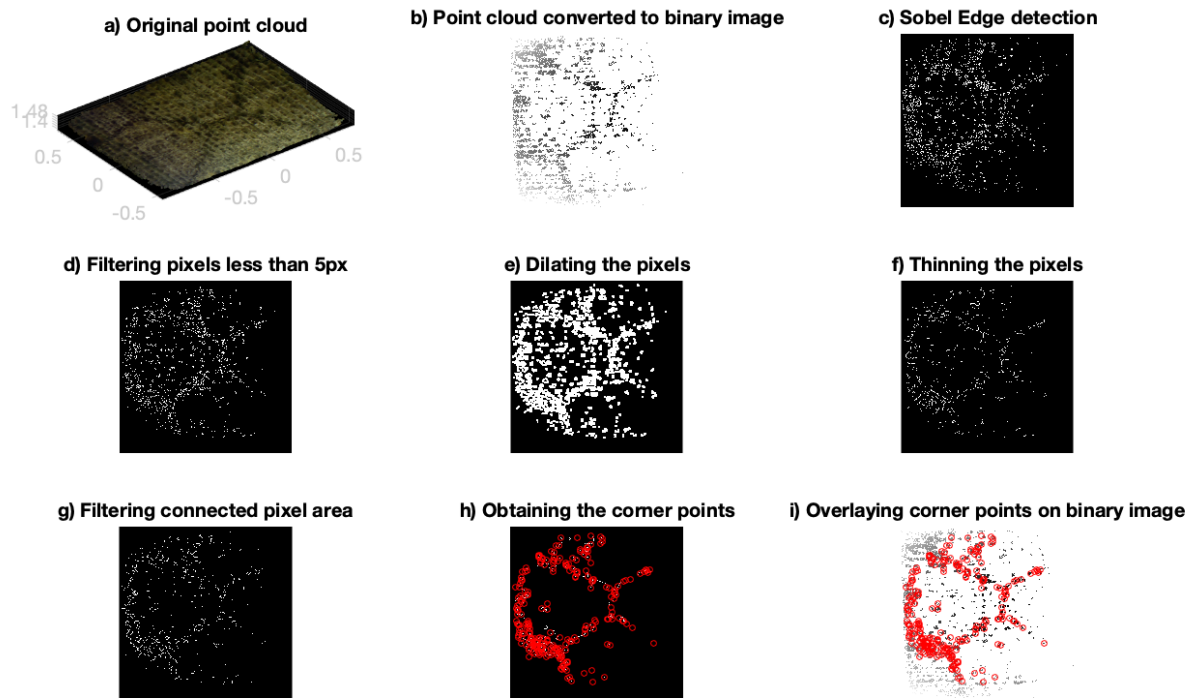 a) Original point cloud
1.48
1.4
0.5
0
-0.5
-0.5
0
0.5
b) Point cloud converted to binary image
c) Sobel Edge detection
d) Filtering pixels less than 5px
e) Dilating the pixels
f) Thinning the pixels
g) Filtering connected pixel area
h) Obtaining the corner points
i) Overlaying corner points on binary image